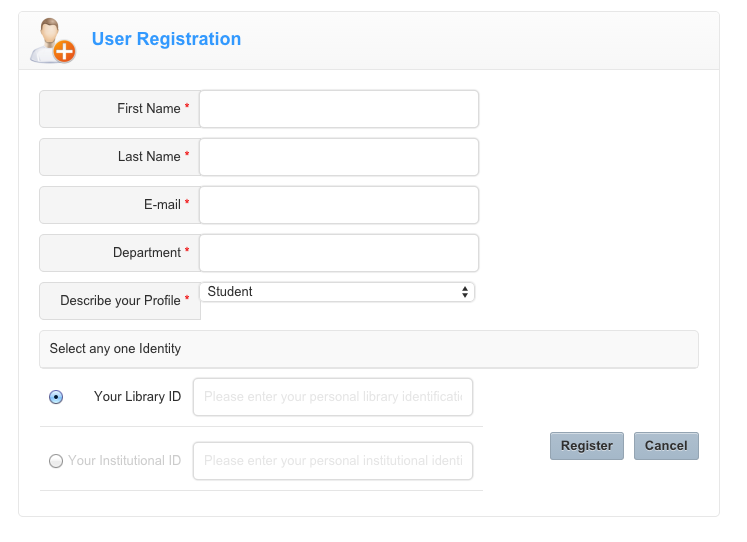 User Registration
First Name *
Last Name *
E-mail *
Department *
Describe your Profile * Student
Select any one Identity
Your Library ID Please enter your personal library identificati
Your Institutional ID Please enter your personal institutional identi
Register Cancel